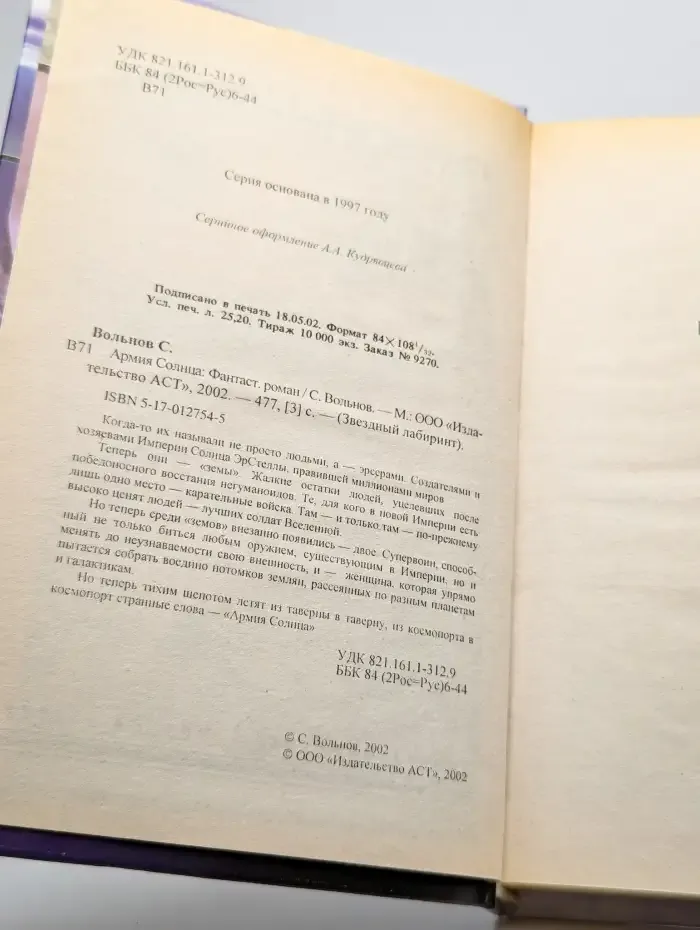 УДК 821.161.1-312.9
ББК 84 (2Рос=Рус)6-44
В71
Серия основана в 1997 году
Серийное оформление А.А. Кудрявцева
Подписано в печать 18.05.02. Формат 84×108¹/₃₂.
Усл. печ. л. 25,20. Тираж 10 000 экз. Заказ № 9270.
Вольнов С.
В71 Армия Солнца: Фантаст. роман / С. Вольнов. — М.: ООО «Изда-
тельство АСТ», 2002. — 477, [3] с. — (Звездный лабиринт).
ISBN 5-17-012754-5
Когда-то их называли не просто людьми, а — эрсерами. Создателями и
хозяевами Империи Солнца ЭрСтеллы, правившей миллионами миров
Теперь они — «земы». Жалкие остатки людей, уцелевших после
победоносного восстания негуманоидов. Те, для кого в новой Империи есть
лишь одно место — карательные войска. Там — и только там — по-прежнему
высоко ценят людей — лучших солдат Вселенной.
Но теперь среди «земов» внезапно появились — двое. Супервоин, способ-
ный не только биться любым оружием, существующим в Империи, но и
менять до неузнаваемости свою внешность, и — женщина, которая упрямо
пытается собрать воедино потомков землян, рассеянных по разным планетам
и галактикам.
Но теперь тихим шепотом летят из таверны в таверну, из космопорта в
космопорт странные слова — «Армия Солнца»
УДК 821.161.1-312.9
ББК 84 (2Рос=Рус)6-44
© С. Вольнов, 2002
© ООО «Издательство АСТ», 2002